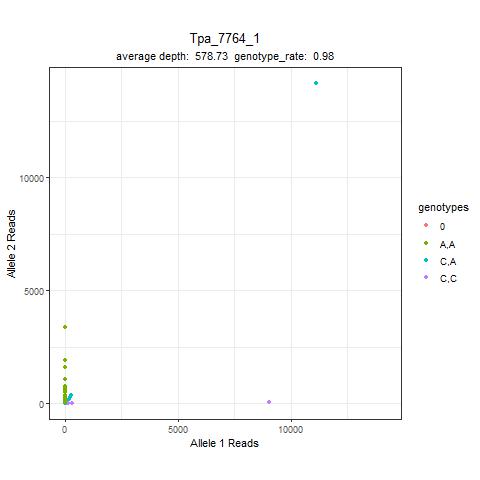 Tpa_7764_1
average depth: 578.73 genotype_rate: 0.98
10000
5000
0
Allele 2 Reads
0 5000 10000
Allele 1 Reads
genotypes
0
A,A
C,A
C,C